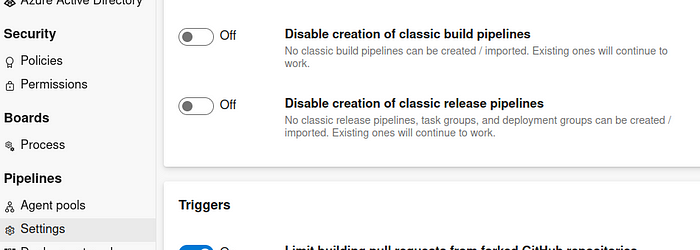 Azure Active Directory
Security
Policies
Permissions
Boards
Process
Pipelines
Agent pools
Settings
Off
Disable creation of classic build pipelines
No classic build pipelines can be created / imported. Existing ones will continue to
work.
Off
Disable creation of classic release pipelines
No classic release pipelines, task groups, and deployment groups can be created /
imported. Existing ones will continue to work.
Triggers
Limit building pull requests from forked GitHub repositories